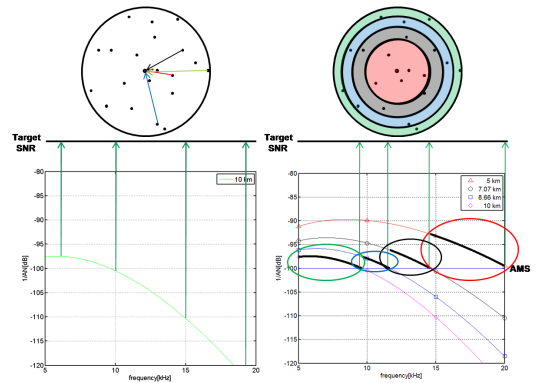 Target
SNR
Target
SNR
-80
-85
-90
-95
-100
-105
-110
-115
-120
1/AN[dB]
10 km
5
10
15
20
frequency[kHz]
-80
-85
-90
-95
-100
-105
-110
-115
-120
1/AN[dB]
5 km
7.07 km
8.66 km
10 km
AMS
5
10
15
20
frequency[kHz]